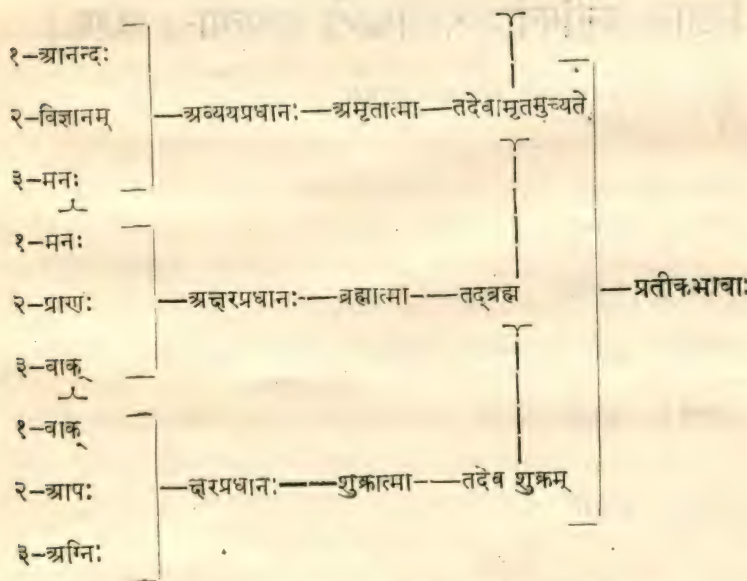 १–आनन्दः
२–विज्ञानम् —अव्ययप्रधानः—अमृतात्मा—तदेवामृतमुच्यते
३–मनः
१–मनः
२–प्राणः —अक्षरप्रधानः—ब्रह्मात्मा—तद्ब्रह्म —प्रतीकभावाः
३–वाक्
१–वाक्
२–आपः —क्षरप्रधानः—शुक्रात्मा—तदेव शुक्रम्
३–अग्निः